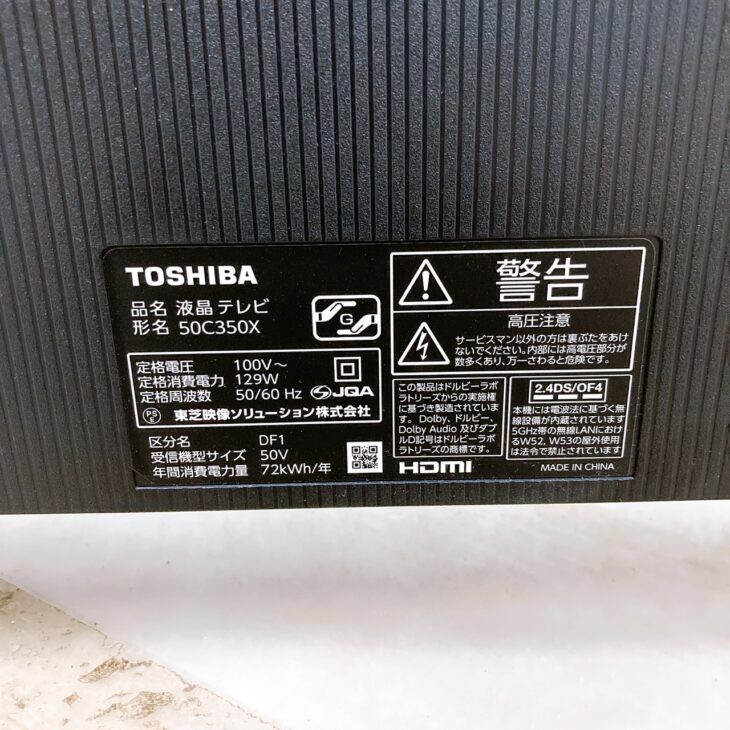 TOSHIBA
品名 液晶テレビ
形名 50C350X
G
定格電圧 100V～
定格消費電力 129W
定格周波数 50/60 Hz
JQA
PS
E
東芝映像ソリューション株式会社
区分名 DF1
受信機型サイズ 50V
年間消費電力量 72kWh/年
警告
高圧注意
サービスマン以外の方は裏ぶたをあけ
ないでください。内部には高電圧部分が
数多くあり、万一さわると危険です。
この製品はドルビーラボ
ラトリーズからの実施権
に基づき製造されていま
す。Dolby、ドルビー、
Dolby Audio 及びダブ
ルD記号はドルビーラボ
ラトリーズの商標です。
HDMI
2.4DS/OF4
本機には電波法に基づく無
線設備が内蔵されています
5GHz帯の無線LANにおけ
るW52、W53の屋外使用
は法令で禁止されています
MADE IN CHINA